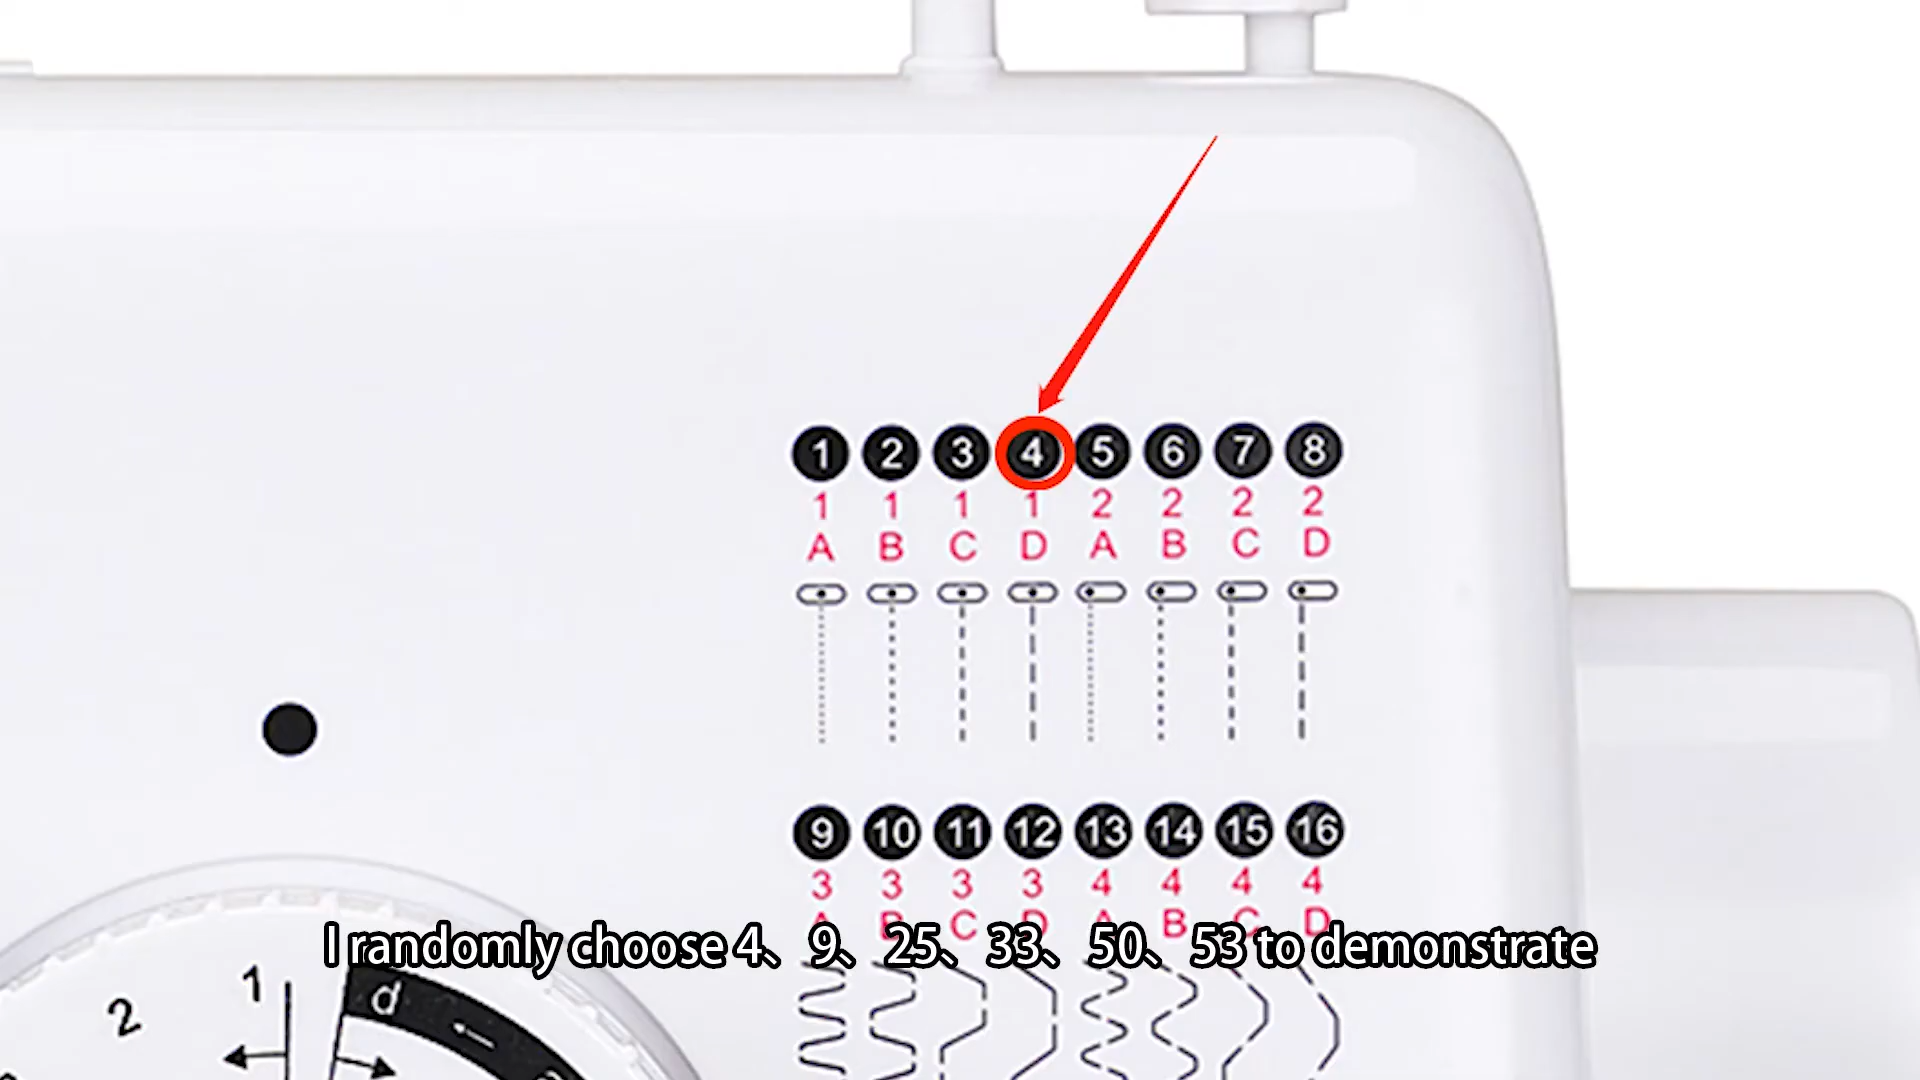 1 2 3 4 5 6 7 8
1 1 1 1 2 2 2 2
A B C D A B C D
9 10 11 12 13 14 15 16
3 3 3 3 4 4 4 4
A B C D A B C D
I randomly choose 4、9、25、33、50、53 to demonstrate
2 1 d